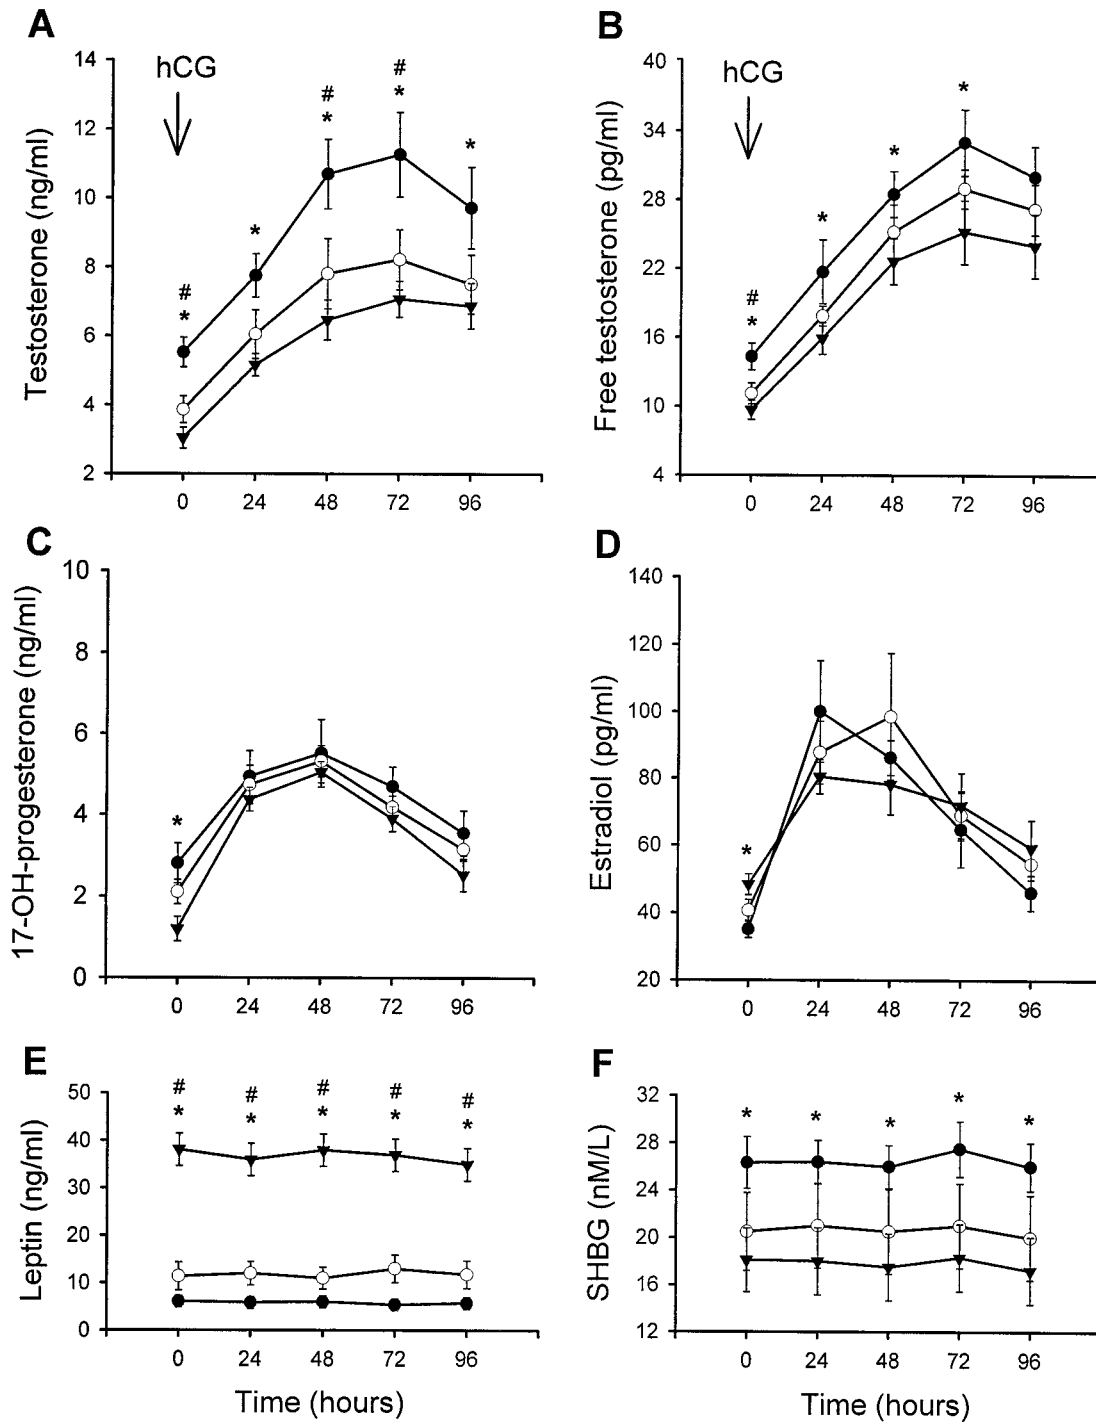 A
B
14
12
10
8
6
4
2
hCG
#
*
*
#
*
#
*
*
Testosterone (ng/ml)
0 24 48 72 96
40
34
28
22
16
10
4
hCG
#
*
*
*
*
Free testosterone (pg/ml)
0 24 48 72 96
C
D
10
8
6
4
2
0
*
17-OH-progesterone (ng/ml)
0 24 48 72 96
140
120
100
80
60
40
20
*
Estradiol (pg/ml)
0 24 48 72 96
E
F
50
40
30
20
10
0
# # # # #
* * * * *
Leptin (ng/ml)
0 24 48 72 96
Time (hours)
32
28
24
20
16
12
* * * * *
SHBG (nM/L)
0 24 48 72 96
Time (hours)